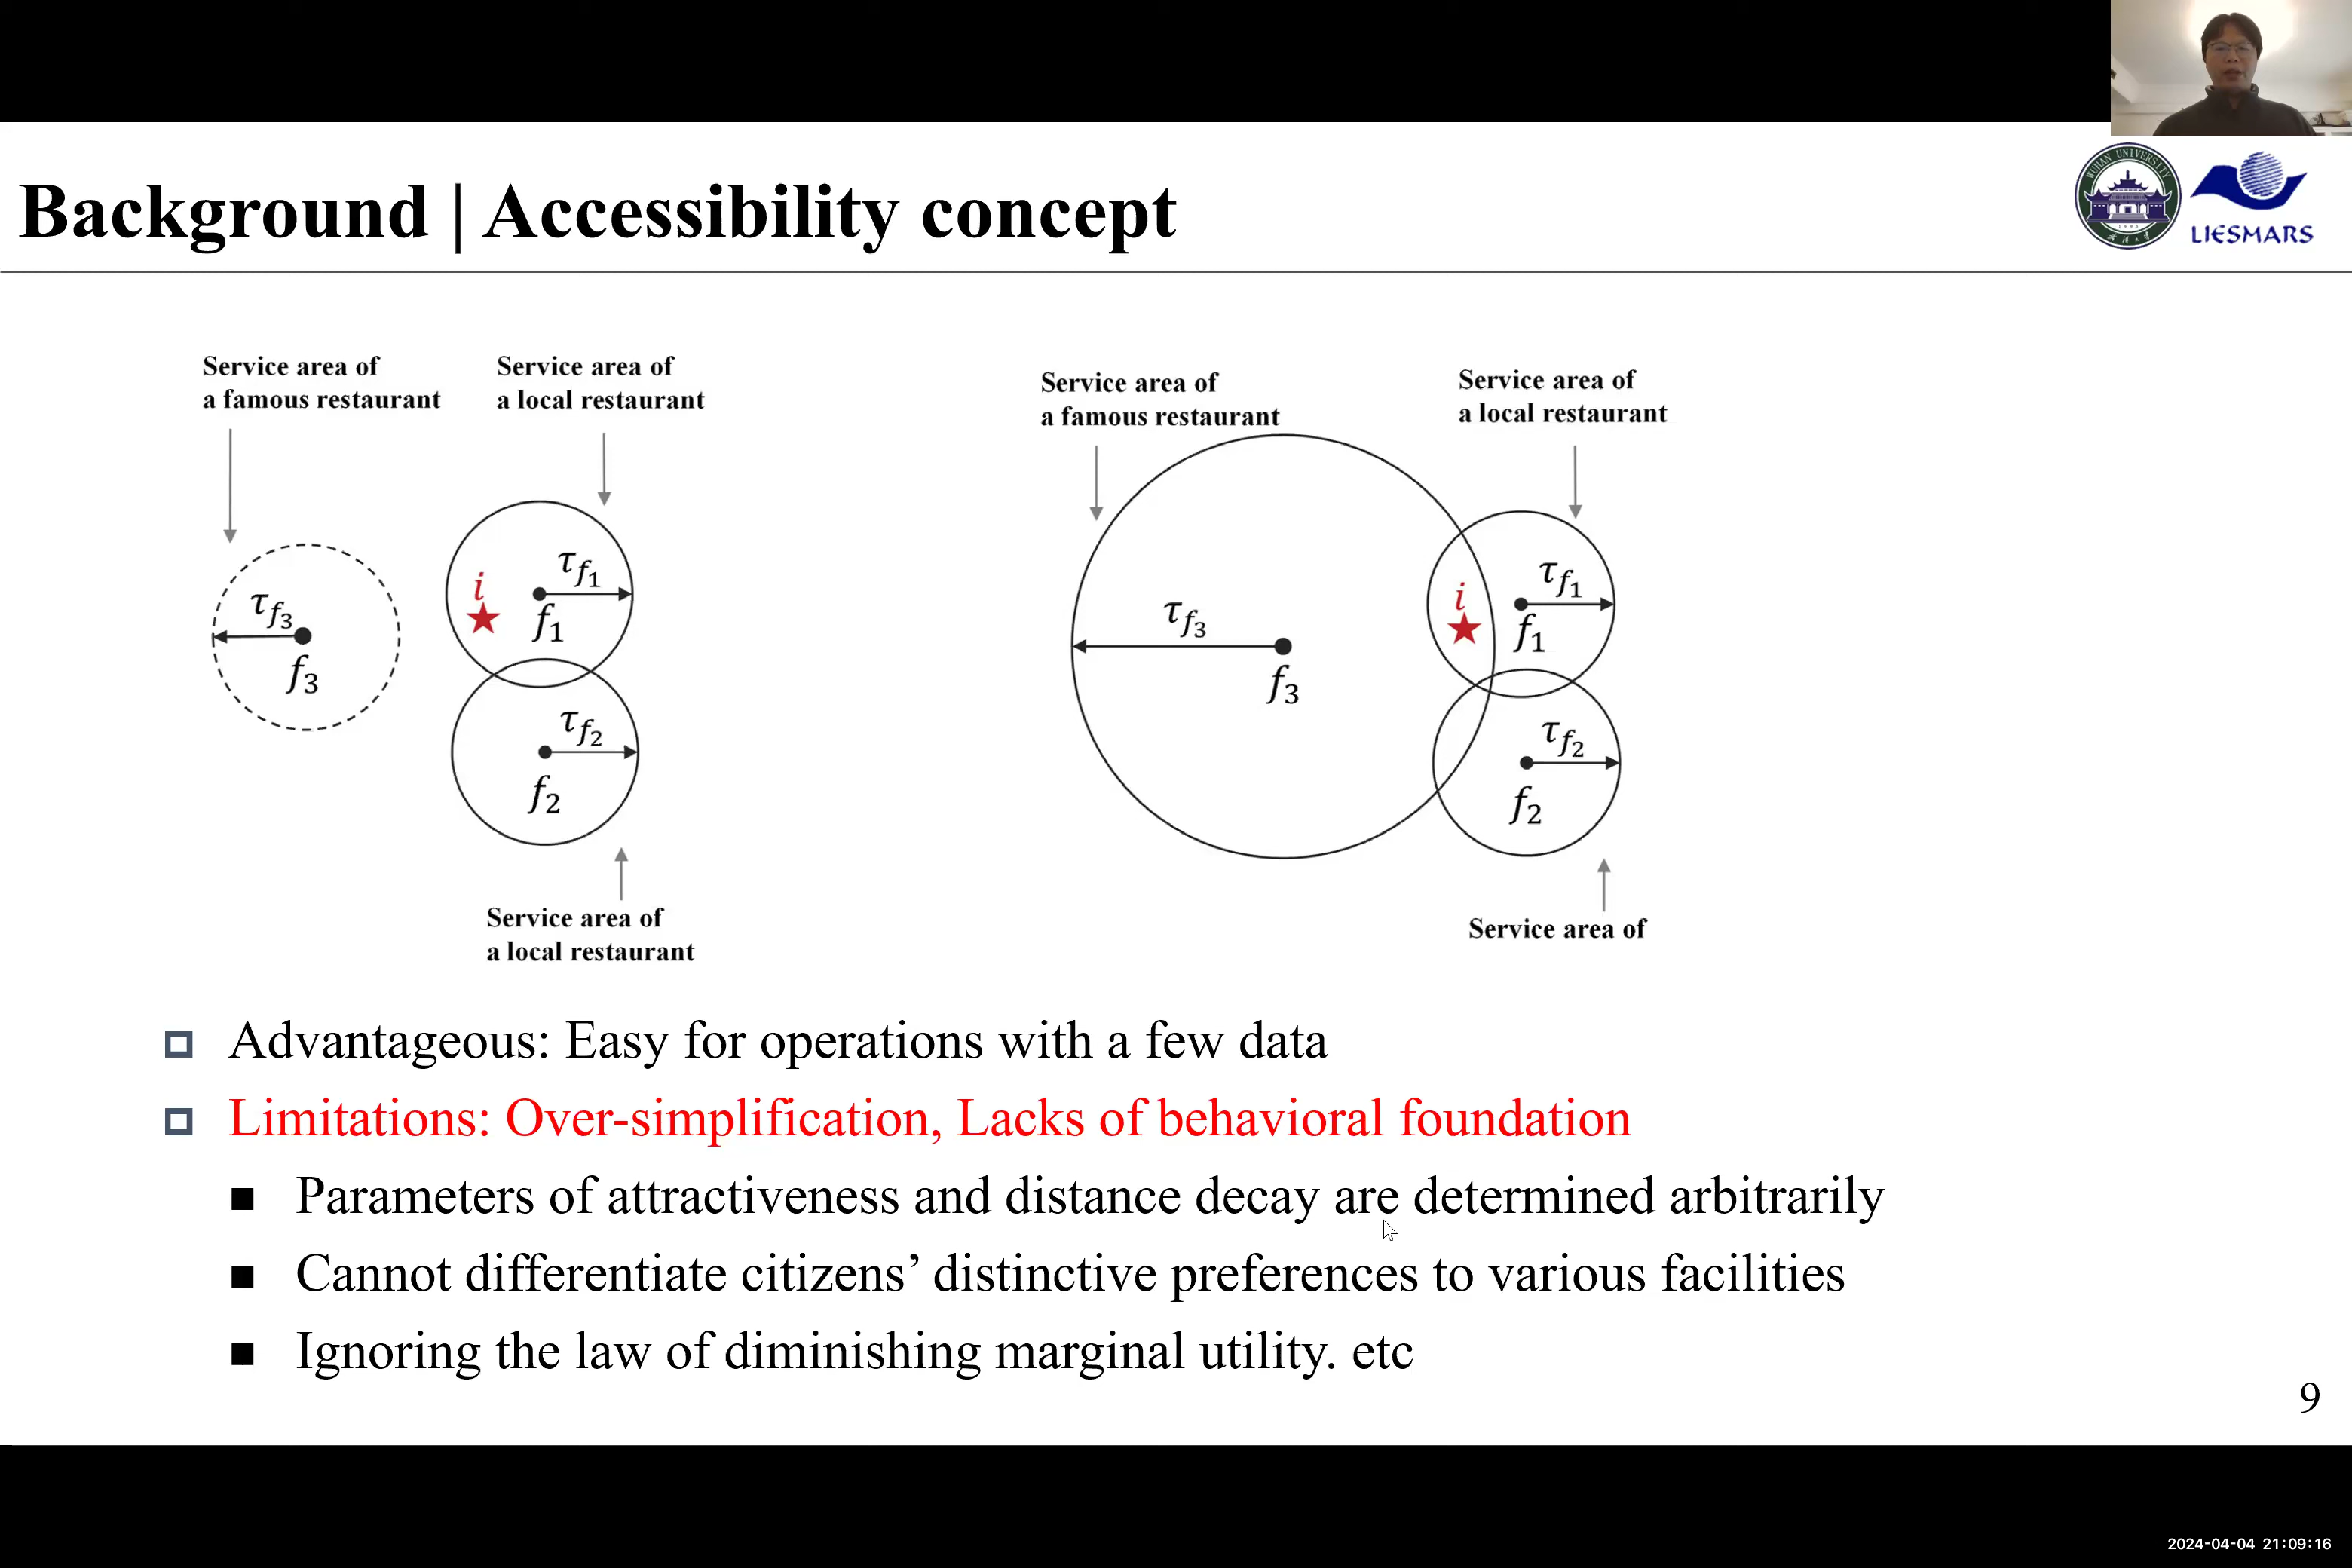 WUHAN UNIVERSITY
1893
LIESMARS
Background | Accessibility concept
Service area of
a famous restaurant
Service area of
a local restaurant
τf3
f3
i
τf1
f1
τf2
f2
Service area of
a local restaurant
Service area of
a famous restaurant
Service area of
a local restaurant
τf3
f3
i
τf1
f1
τf2
f2
Service area of
Advantageous: Easy for operations with a few data
Limitations: Over-simplification, Lacks of behavioral foundation
Parameters of attractiveness and distance decay are determined arbitrarily
Cannot differentiate citizens’ distinctive preferences to various facilities
Ignoring the law of diminishing marginal utility. etc
9
2024-04-04 21:09:16